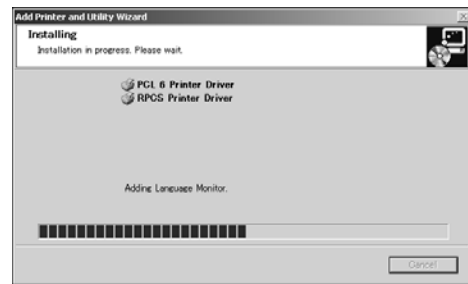 Add Printer and Utility Wizard
Installing
Installation in progress. Please wait.
PCL 6 Printer Driver
RPCS Printer Driver
Adding Language Monitor.
Cancel